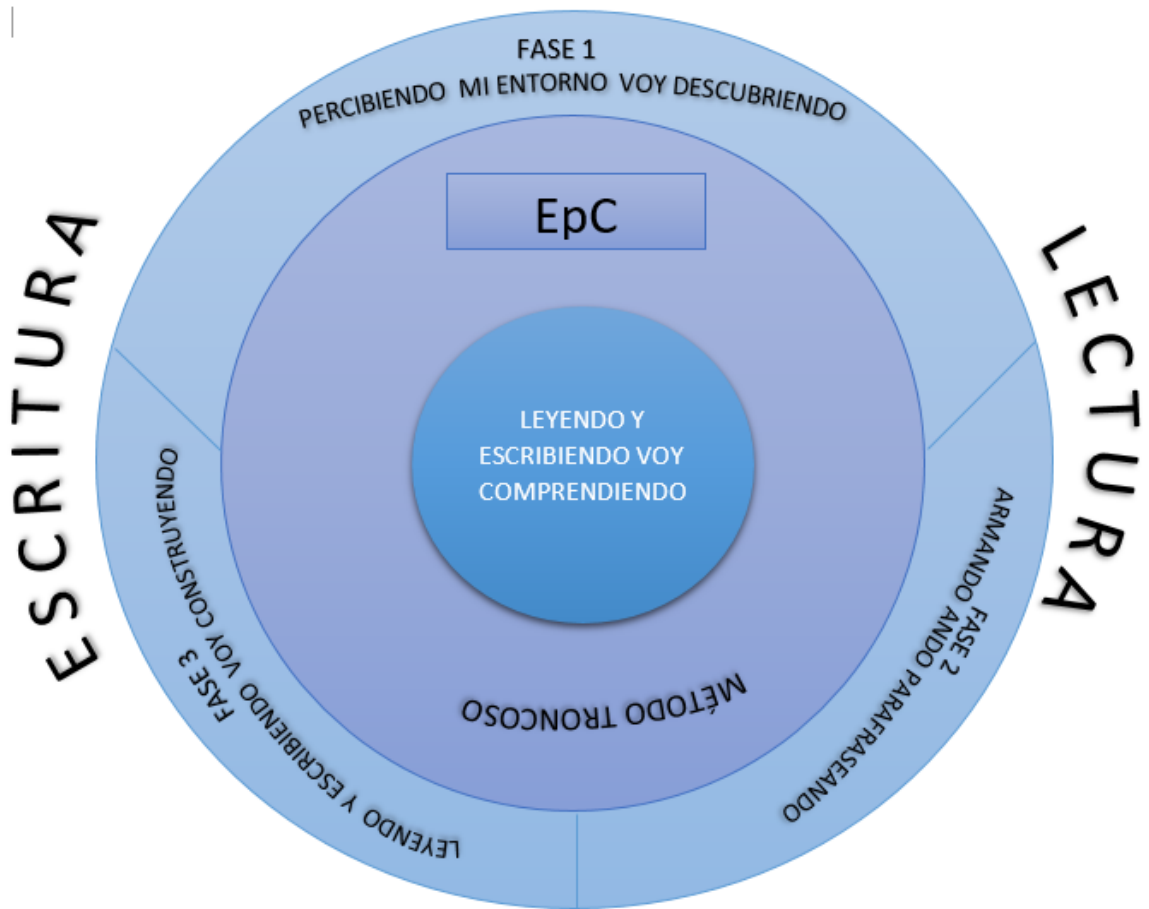 FASE 1
PERCIBIENDO MI ENTORNO VOY DESCUBRIENDO
EpC
LEYENDO Y
ESCRIBIENDO VOY
COMPRENDIENDO
MÉTODO TRONCOSO
ESCRITURA
LECTURA
FASE 2
ARMANDO ANDO PARAFRASEANDO
FASE 3
LEYENDO Y ESCRIBIENDO VOY CONSTRUYENDO